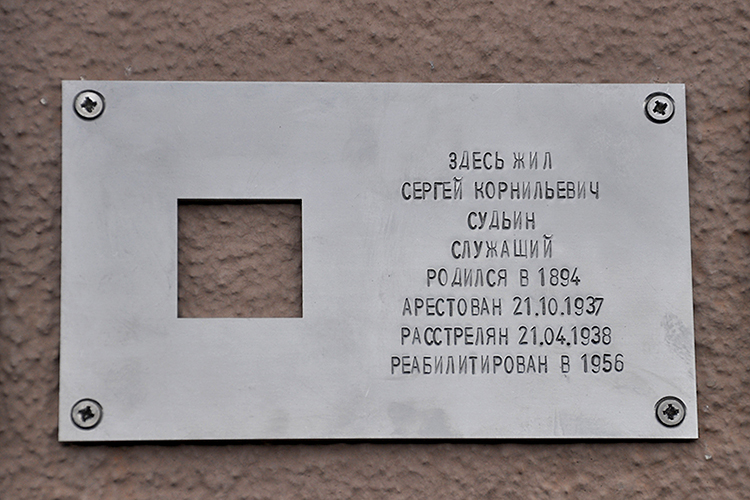 ЗДЕСЬ ЖИЛ
СЕРГЕЙ КОРНИЛЬЕВИЧ
СУДЬИН
СЛУЖАЩИЙ
РОДИЛСЯ В 1894
АРЕСТОВАН 21.10.1937
РАССТРЕЛЯН 21.04.1938
РЕАБИЛИТИРОВАН В 1956